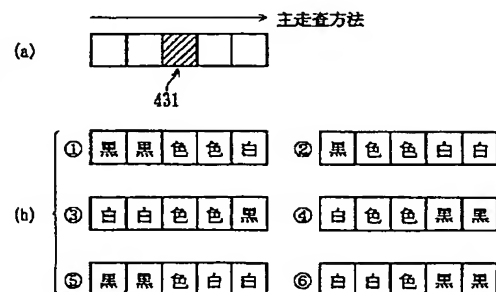 主走査方法
(a)
431
① 黒 黒 色 色 白 ② 黒 色 色 白 白
(b) ③ 白 白 色 色 黒 ④ 白 色 色 黒 黒
⑤ 黒 黒 色 白 白 ⑥ 白 白 色 黒 黒